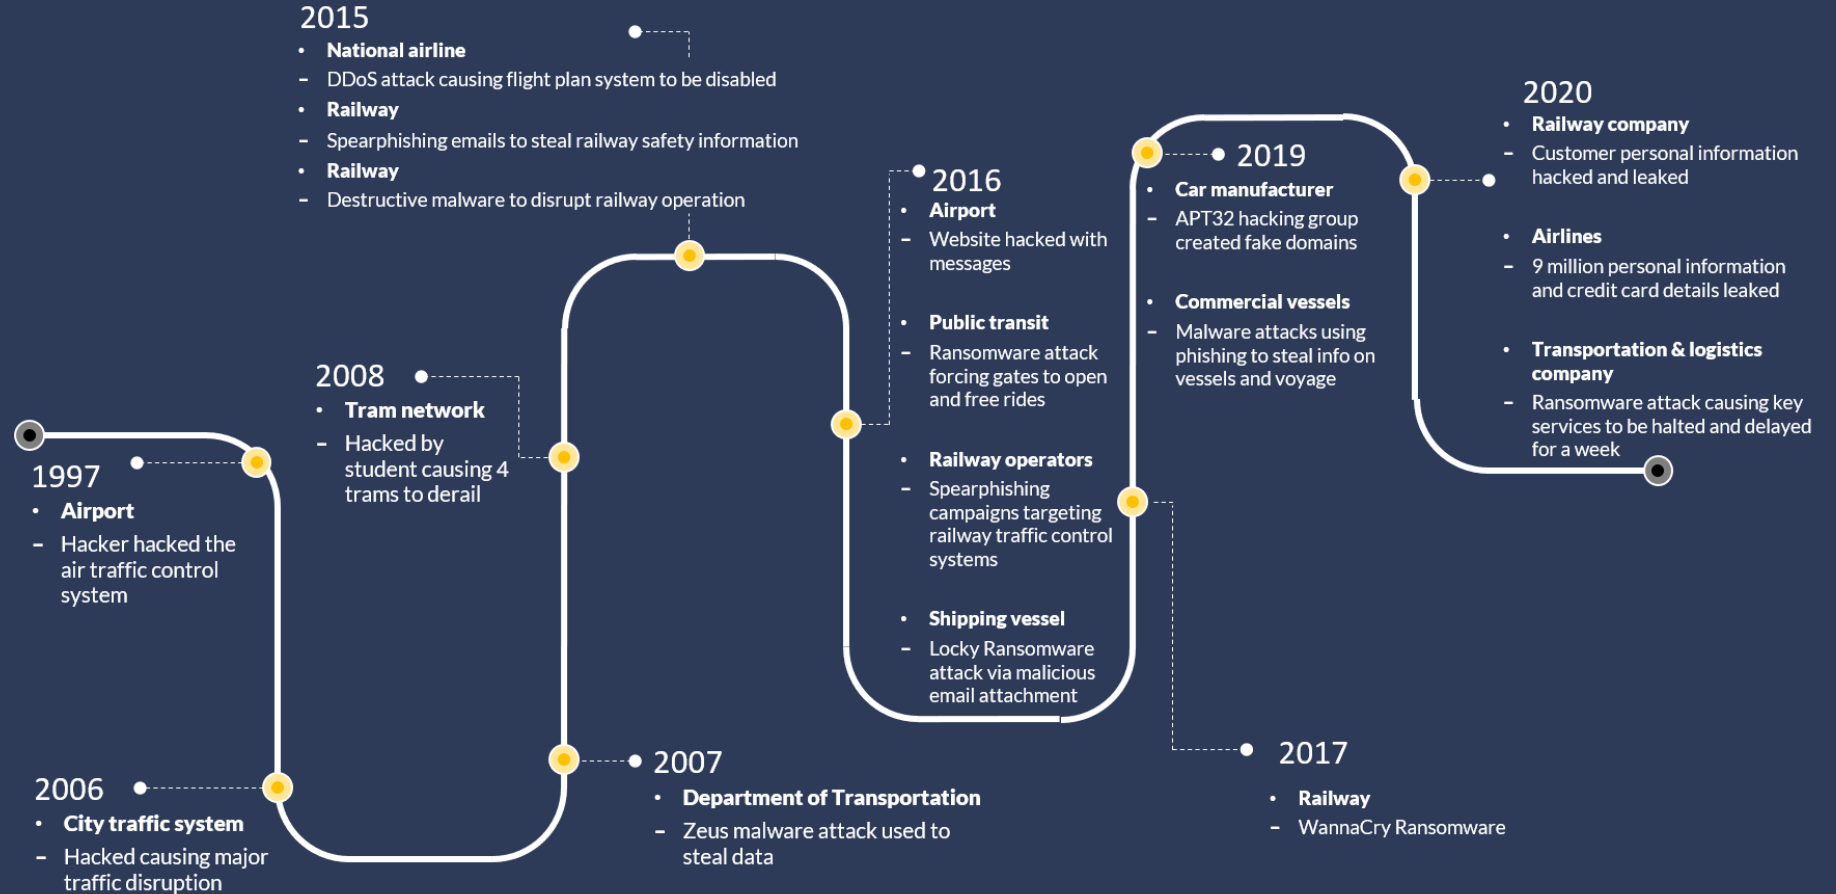 2015
• National airline
– DDoS attack causing flight plan system to be disabled
• Railway
– Spearphishing emails to steal railway safety information
• Railway
– Destructive malware to disrupt railway operation
2020
• Railway company
– Customer personal information
hacked and leaked
• Airlines
– 9 million personal information
and credit card details leaked
• Transportation & logistics
company
– Ransomware attack causing key
services to be halted and delayed
for a week
2019
• Car manufacturer
– APT32 hacking group
created fake domains
• Commercial vessels
– Malware attacks using
phishing to steal info on
vessels and voyage
2016
• Airport
– Website hacked with
messages
• Public transit
– Ransomware attack
forcing gates to open
and free rides
• Railway operators
– Spearphishing
campaigns targeting
railway traffic control
systems
• Shipping vessel
– Locky Ransomware
attack via malicious
email attachment
2008
• Tram network
– Hacked by
student causing 4
trams to derail
1997
• Airport
– Hacker hacked the
air traffic control
system
2006
• City traffic system
– Hacked causing major
traffic disruption
2007
• Department of Transportation
– Zeus malware attack used to
steal data
2017
• Railway
– WannaCry Ransomware